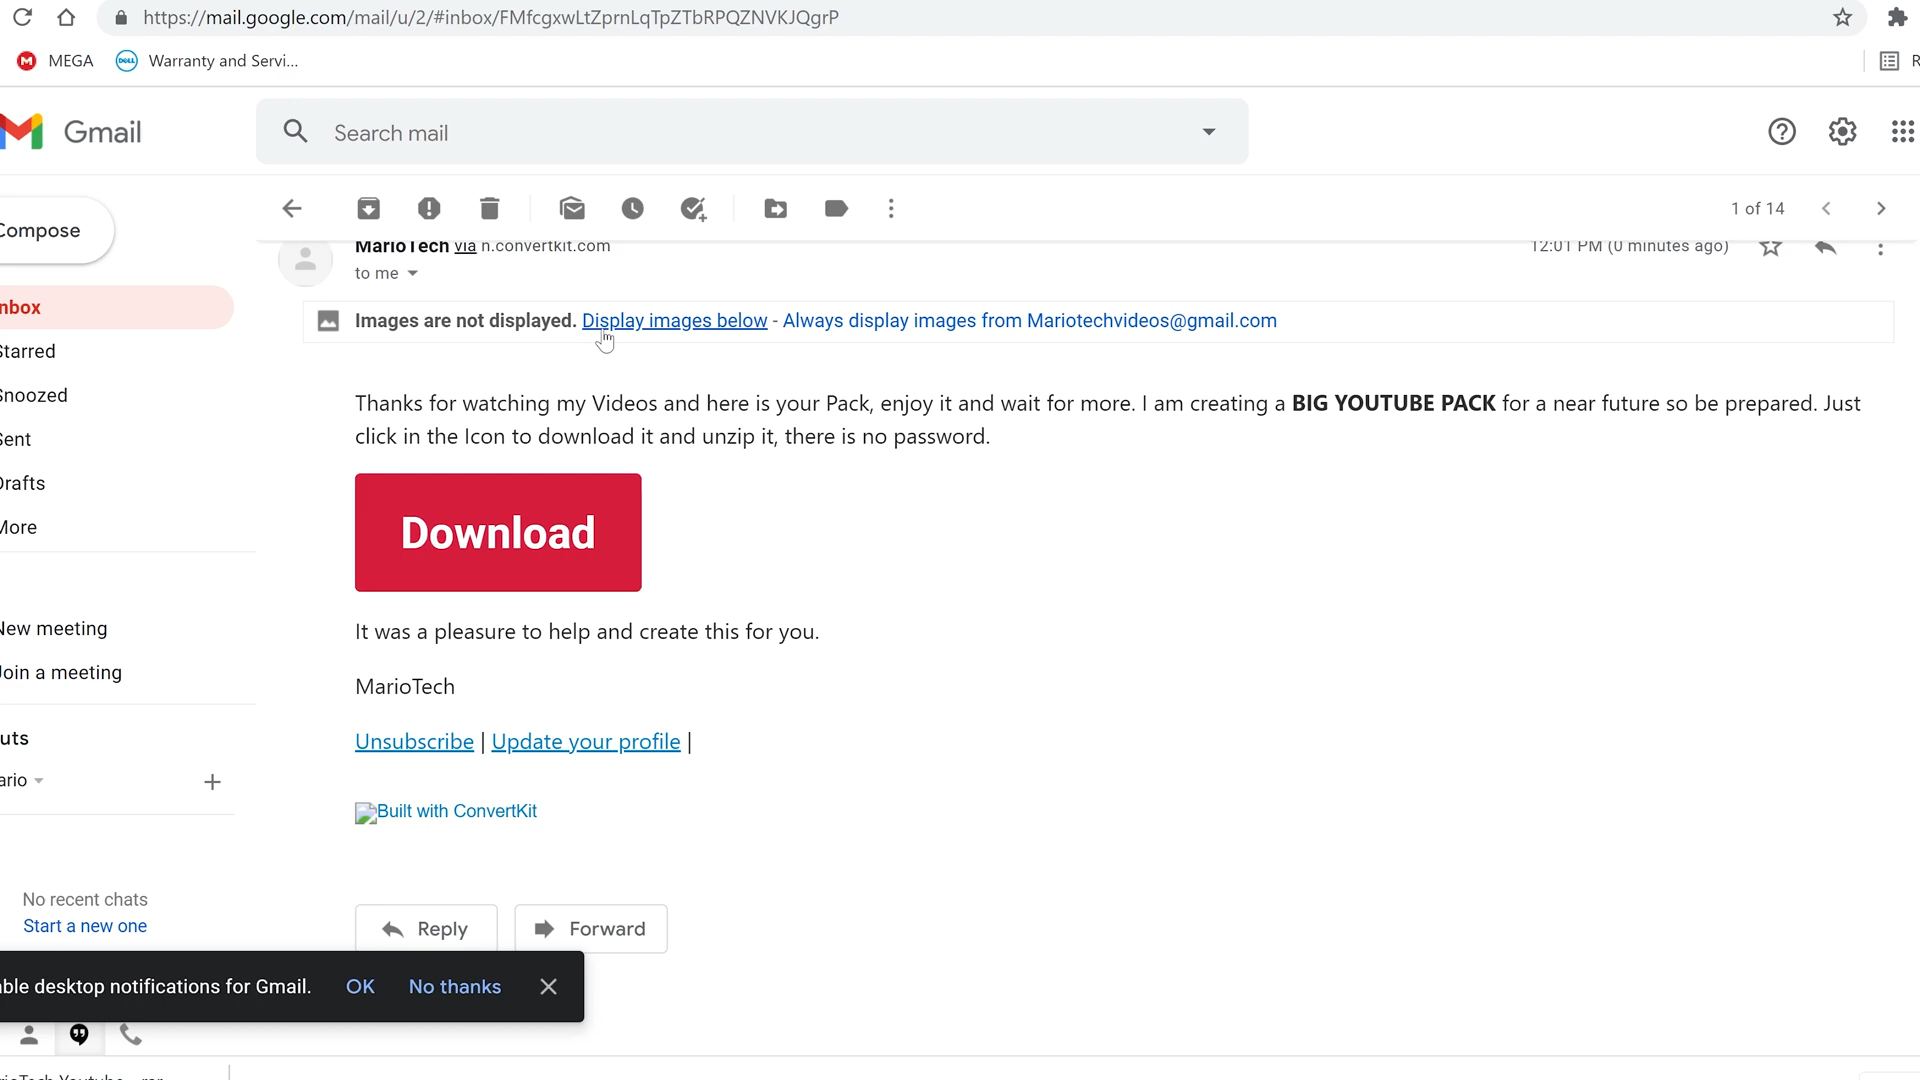 https://mail.google.com/mail/u/2/#inbox/FMfcgxwLtZprnLqTpZTbRPQZNVKJQgrP
MEGA
DELL
Warranty and Servi...
R
Gmail
Search mail
1 of 14
Compose
MarioTech via n.convertkit.com
12:01 PM (0 minutes ago)
to me
nbox
Images are not displayed. Display images below - Always display images from Mariotechvideos@gmail.com
Starred
Snoozed
Thanks for watching my Videos and here is your Pack, enjoy it and wait for more. I am creating a BIG YOUTUBE PACK for a near future so be prepared. Just
click in the Icon to download it and unzip it, there is no password.
Sent
Drafts
More
Download
New meeting
It was a pleasure to help and create this for you.
Join a meeting
MarioTech
uts
Unsubscribe | Update your profile |
ario
Built with ConvertKit
No recent chats
Start a new one
Reply
Forward
able desktop notifications for Gmail.
OK
No thanks